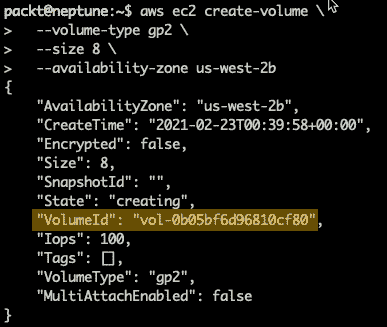 packt@neptune:~$ aws ec2 create-volume \
>   --volume-type gp2 \
>   --size 8 \
>   --availability-zone us-west-2b
{
    "AvailabilityZone": "us-west-2b",
    "CreateTime": "2021-02-23T00:39:58+00:00",
    "Encrypted": false,
    "Size": 8,
    "SnapshotId": "",
    "State": "creating",
    "VolumeId": "vol-0b05bf6d96810cf80",
    "Iops": 100,
    "Tags": [],
    "VolumeType": "gp2",
    "MultiAttachEnabled": false
}